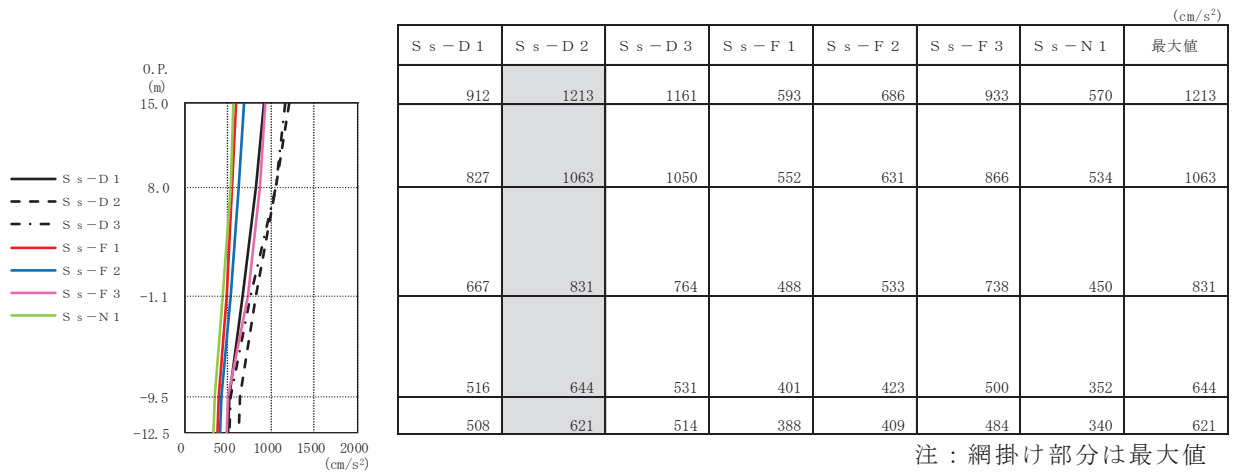 (cm/s²)
Ｓｓ－Ｄ１ Ｓｓ－Ｄ２ Ｓｓ－Ｄ３ Ｓｓ－Ｆ１ Ｓｓ－Ｆ２ Ｓｓ－Ｆ３ Ｓｓ－Ｎ１ 最大値
912 1213 1161 593 686 933 570 1213
827 1063 1050 552 631 866 534 1063
667 831 764 488 533 738 450 831
516 644 531 401 423 500 352 644
508 621 514 388 409 484 340 621
O.P.
(m)
15.0
8.0
-1.1
-9.5
-12.5
0 500 1000 1500 2000
(cm/s²)
Ｓｓ－Ｄ１
Ｓｓ－Ｄ２
Ｓｓ－Ｄ３
Ｓｓ－Ｆ１
Ｓｓ－Ｆ２
Ｓｓ－Ｆ３
Ｓｓ－Ｎ１
注：網掛け部分は最大値